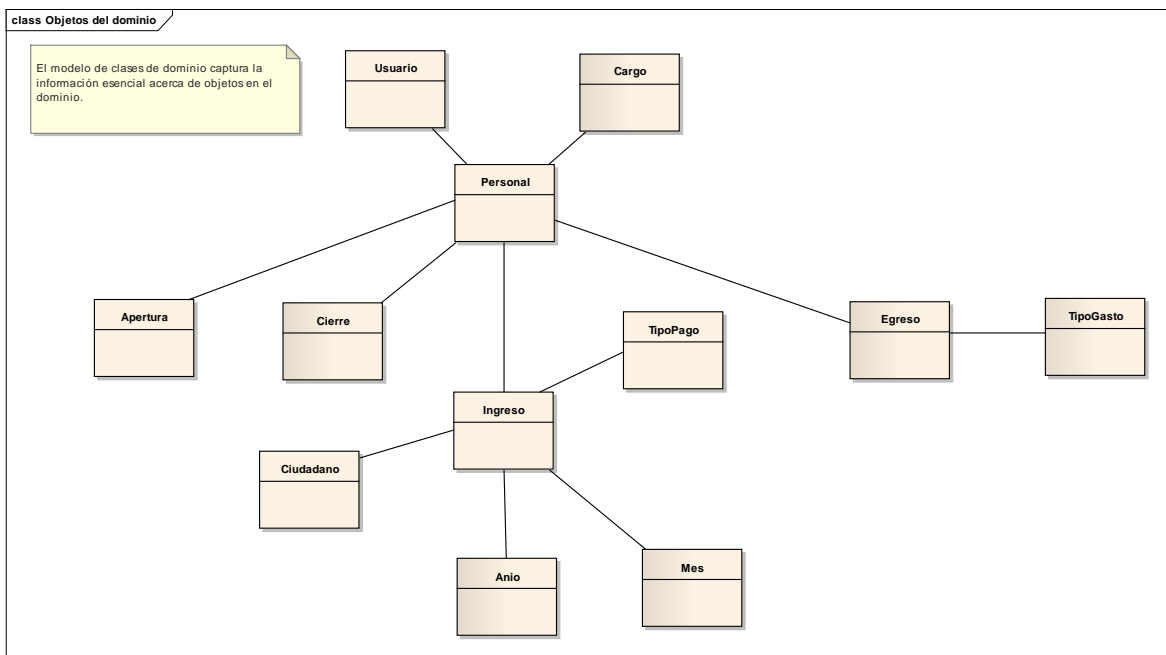 class Objetos del dominio
El modelo de clases de dominio captura la
información esencial acerca de objetos en el
dominio.
Usuario
Cargo
Personal
Apertura
Cierre
TipoPago
Egreso
TipoGasto
Ingreso
Ciudadano
Anio
Mes